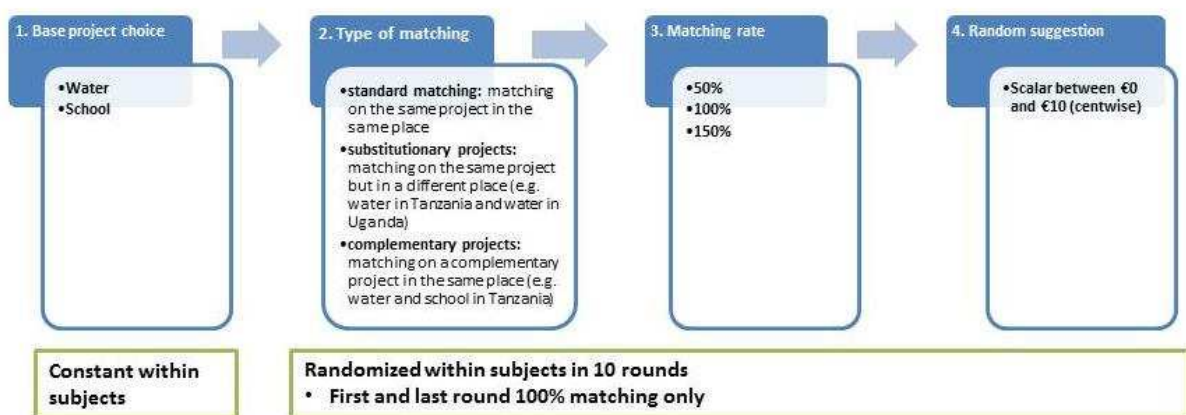 1. Base project choice
•Water
•School
2. Type of matching
•standard matching: matching
on the same project in the
same place
•substitutionary projects:
matching on the same project
but in a different place (e.g.
water in Tanzania and water in
Uganda)
•complementary projects:
matching on a complementary
project in the same place (e.g.
water and school in Tanzania)
3. Matching rate
•50%
•100%
•150%
4. Random suggestion
•Scalar between €0
and €10 (centwise)
Constant within
subjects
Randomized within subjects in 10 rounds
• First and last round 100% matching only